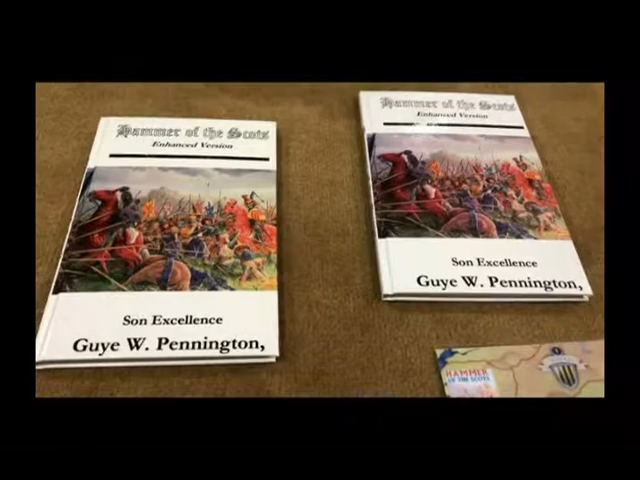 Hammer of the Scots
Enhanced Version
Son Excellence
Guye W. Pennington,
Hammer of the Scots
Enhanced Version
Son Excellence
Guye W. Pennington,
HAMMER
OF THE SCOTS